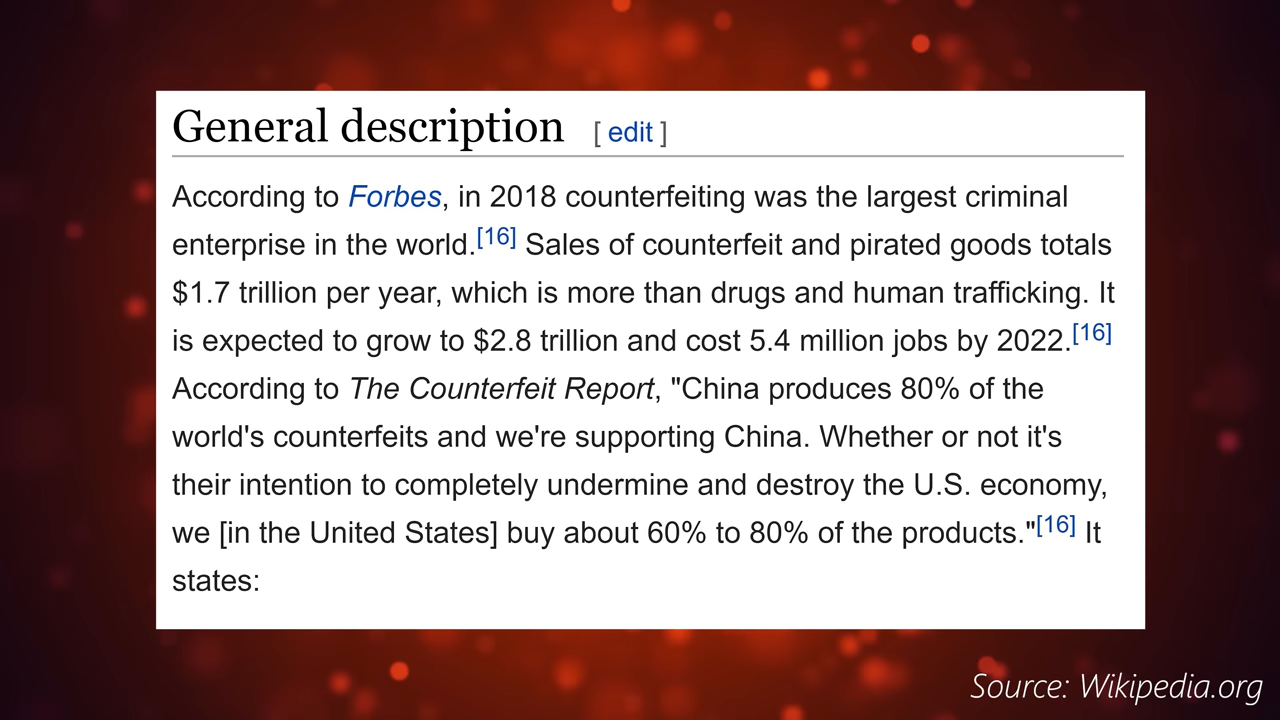 General description [ edit ]
According to Forbes, in 2018 counterfeiting was the largest criminal
enterprise in the world.[16] Sales of counterfeit and pirated goods totals
$1.7 trillion per year, which is more than drugs and human trafficking. It
is expected to grow to $2.8 trillion and cost 5.4 million jobs by 2022.[16]
According to The Counterfeit Report, "China produces 80% of the
world's counterfeits and we're supporting China. Whether or not it's
their intention to completely undermine and destroy the U.S. economy,
we [in the United States] buy about 60% to 80% of the products."[16] It
states:
Source: Wikipedia.org